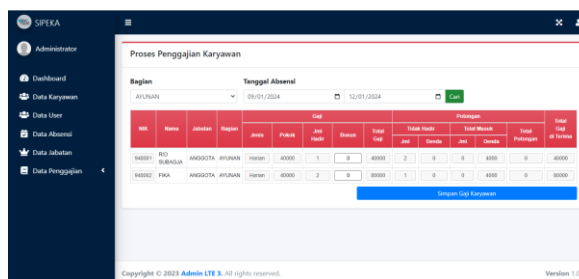 SIPEKA
Administrator
Dashboard
Data Karyawan
Data User
Data Absensi
Data Jabatan
Data Penggajian
Proses Penggajian Karyawan
Bagian
Tanggal Absensi
AYUNAN
09/01/2024
12/01/2024
Cari
NIK Nama Jabatan Bagian Gaji Potongan Total Gaji di Terima
Jenis Pokok Jml Hadir Bonus Total Gaji Tidak Hadir Telat Masuk Total Potongan
Jml Denda Jml Denda
940001 RIO SUBAGJA ANGGOTA AYUNAN Harian 40000 1 0 40000 2 0 0 4000 0 40000
940002 FIKA ANGGOTA AYUNAN Harian 40000 2 0 80000 1 0 0 4000 0 80000
Simpan Gaji Karyawan
Copyright © 2023 Admin LTE 3. All rights reserved.
Version 1.0